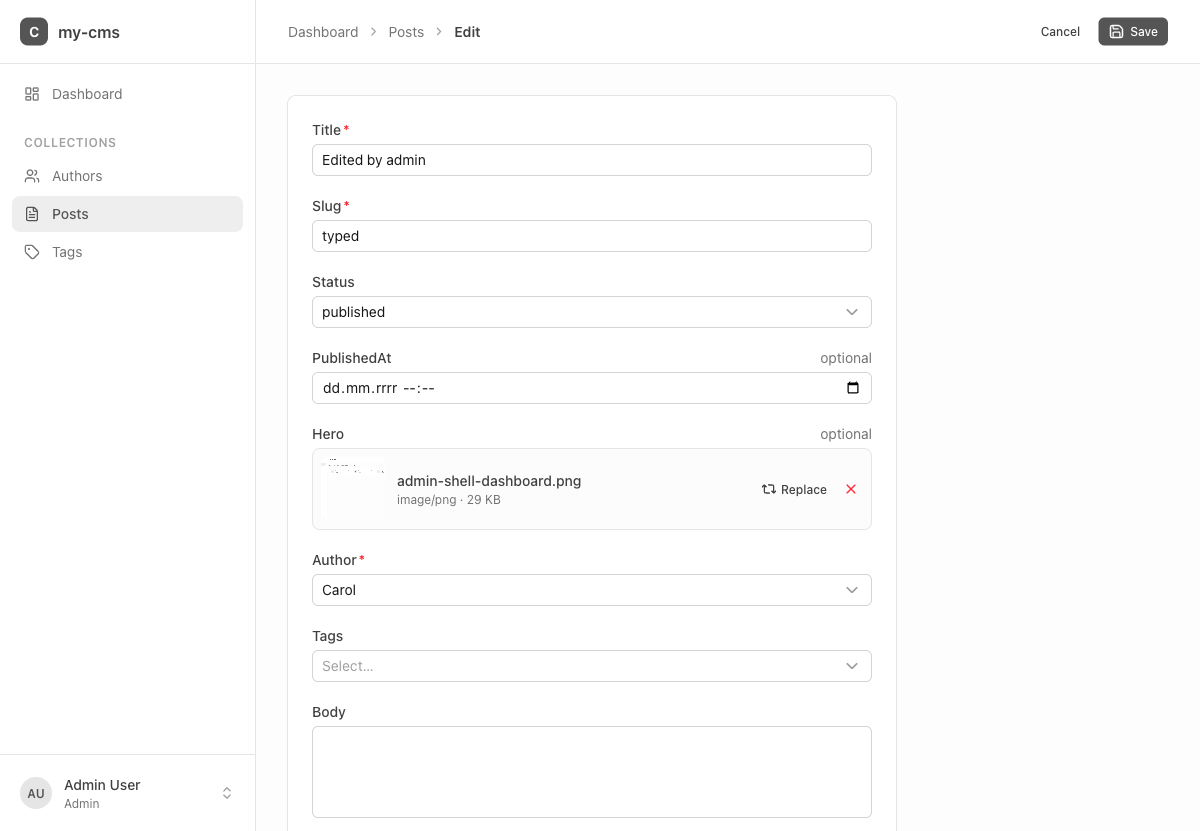 C my-cms
Dashboard > Posts > Edit
Cancel
Save
Dashboard
COLLECTIONS
Authors
Posts
Tags
Title*
Edited by admin
Slug*
typed
Status
published
PublishedAt optional
dd.mm.rrrr --:--
Hero optional
admin-shell-dashboard.png
image/png · 29 KB
Replace
Author*
Carol
Tags
Select...
Body
AU
Admin User
Admin